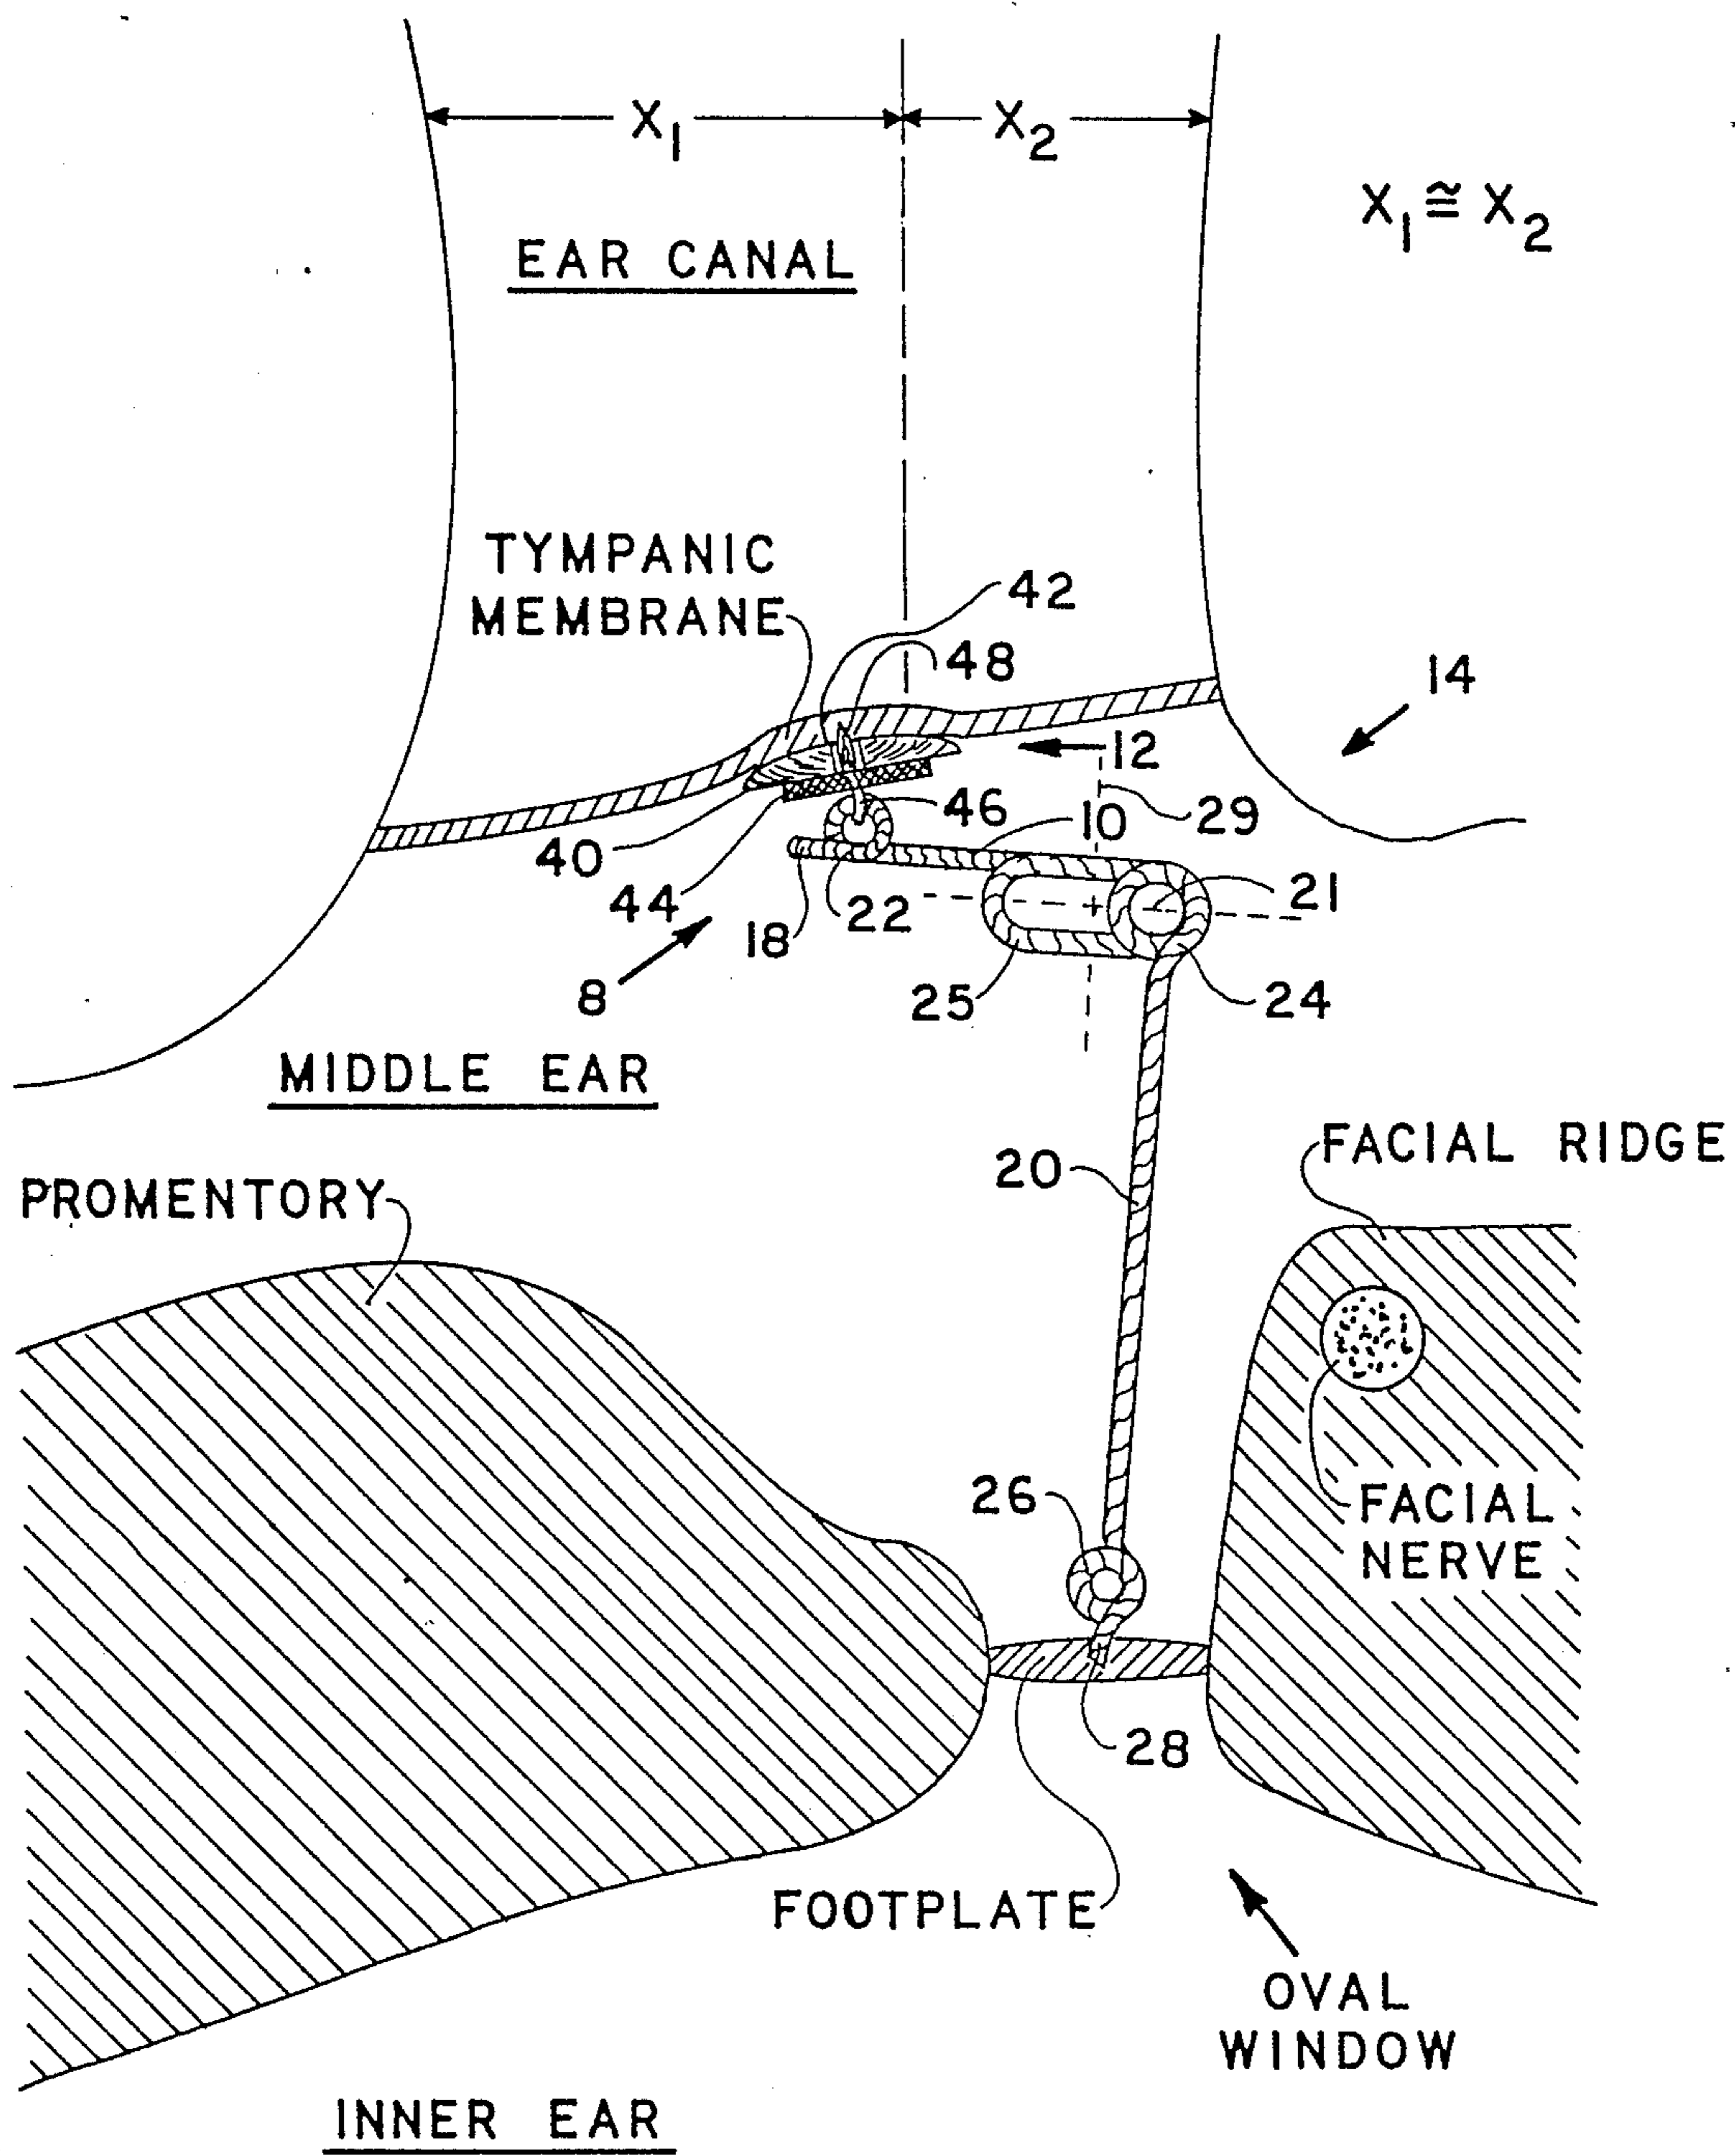 X1 X2
X1 ≅ X2
EAR CANAL
TYMPANIC
MEMBRANE
42
48
14
12
46
10
29
40
44
22
21
18
8
25
24
MIDDLE EAR
FACIAL RIDGE
20
PROMENTORY
26
FACIAL
NERVE
28
FOOTPLATE
OVAL
WINDOW
INNER EAR